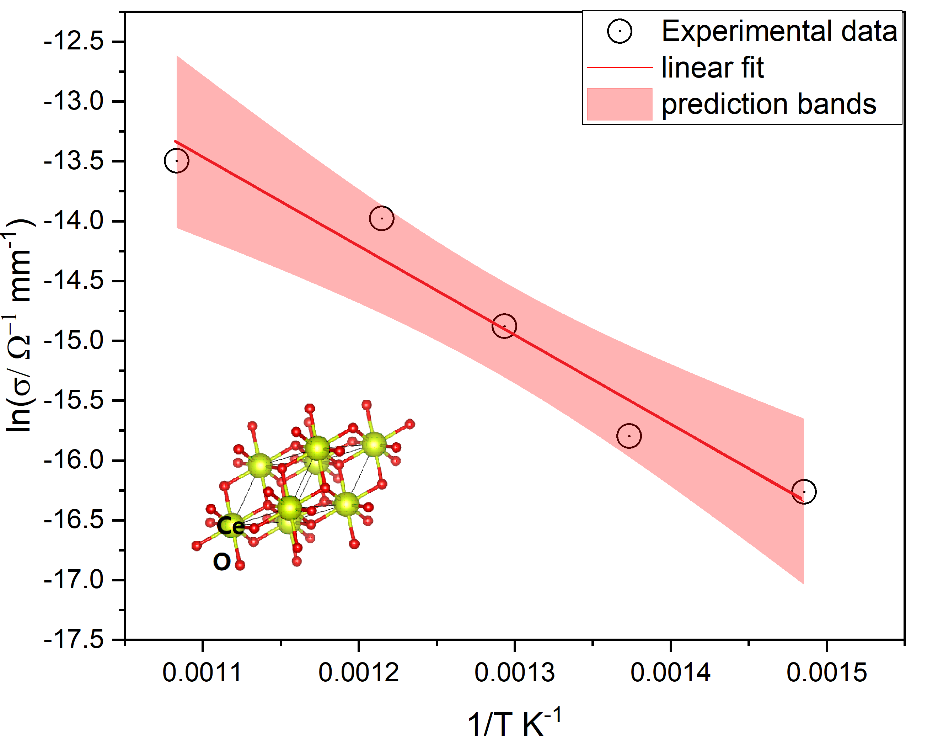 Experimental data
linear fit
prediction bands
-12.5
-13.0
-13.5
-14.0
-14.5
-15.0
-15.5
-16.0
-16.5
-17.0
-17.5
ln(σ/ Ω⁻¹ mm⁻¹)
Ce
O
0.0011
0.0012
0.0013
0.0014
0.0015
1/T K⁻¹